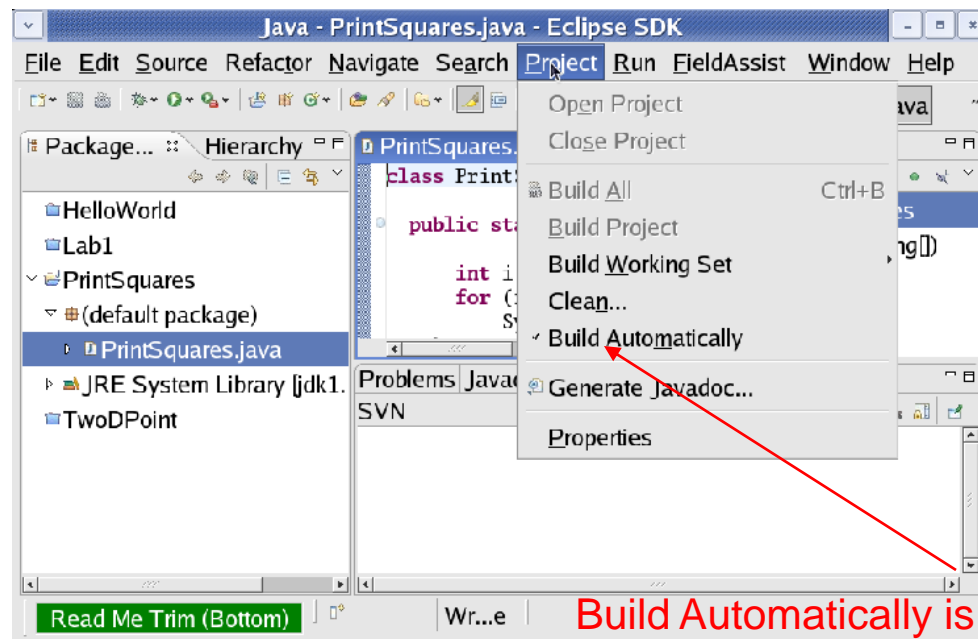 Java - PrintSquares.java - Eclipse SDK
File Edit Source Refactor Navigate Search Project Run FieldAssist Window Help
Package... Hierarchy
HelloWorld
Lab1
PrintSquares
(default package)
PrintSquares.java
JRE System Library [jdk1.
TwoDPoint
PrintSquares.
class PrintS
public sta
int i
for (
Sy
Open Project
Close Project
Build All Ctrl+B
Build Project
Build Working Set
Clean...
Build Automatically
Generate Javadoc...
Properties
ava
es
ng[])
Problems Javad
SVN
Read Me Trim (Bottom) Wr...e
Build Automatically is